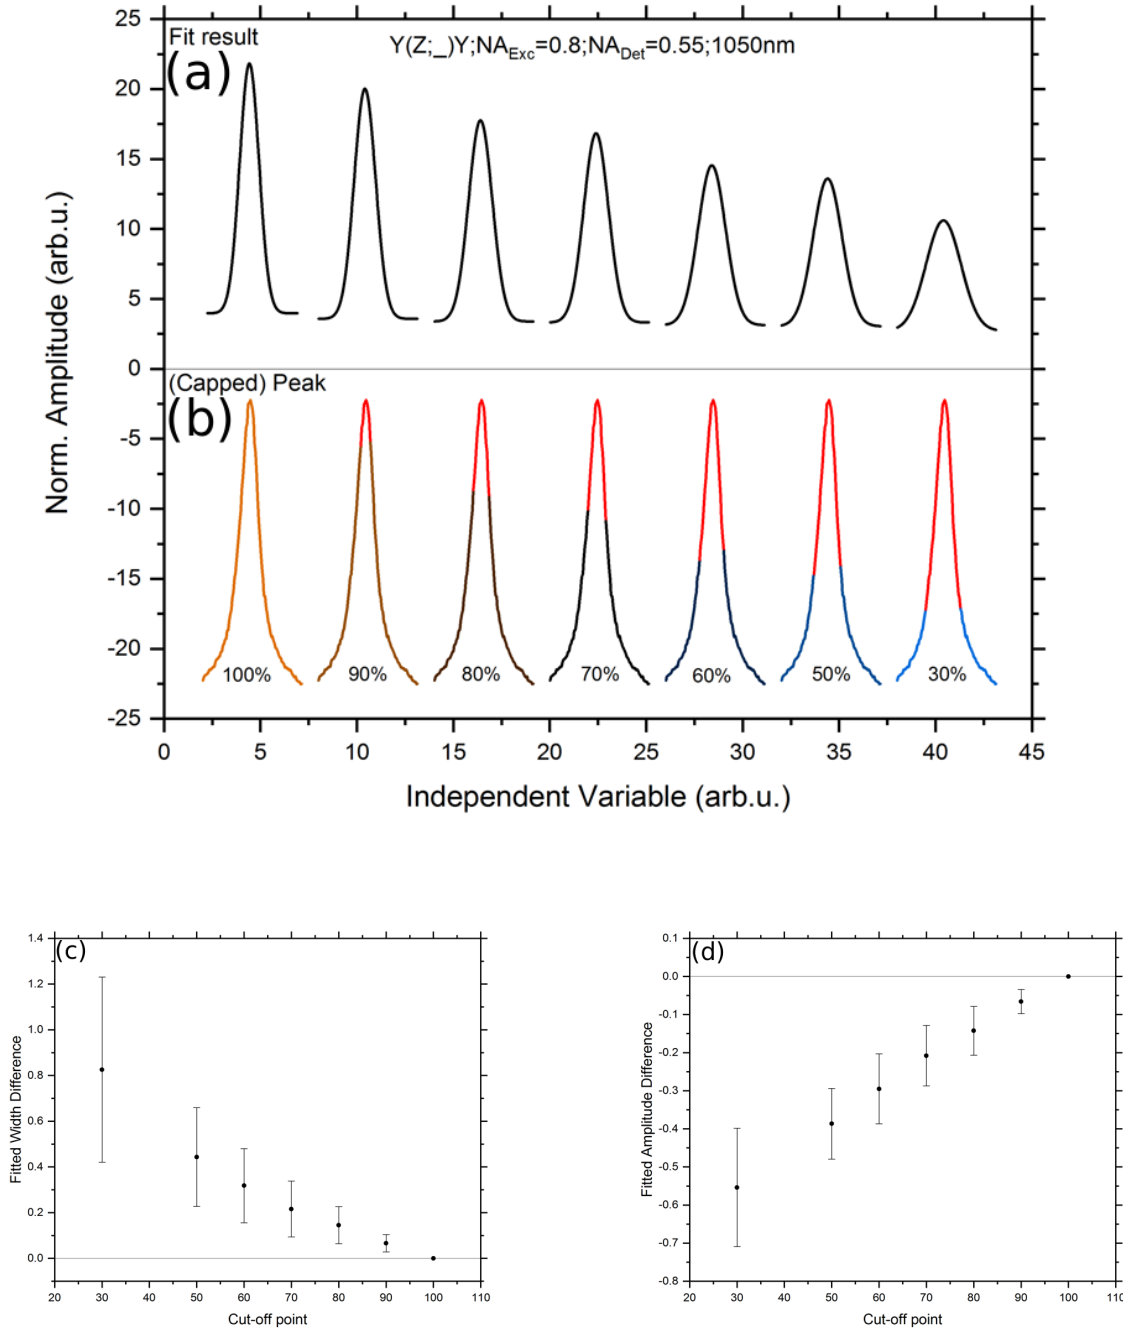 Fit result
Y(Z;_)Y;NA_Exc=0.8;NA_Det=0.55;1050nm
(a)
25
20
15
10
5
0
-5
-10
-15
-20
-25
Norm. Amplitude (arb.u.)
(Capped) Peak
(b)
100% 90% 80% 70% 60% 50% 30%
0 5 10 15 20 25 30 35 40 45
Independent Variable (arb.u.)
(c)
1.4
1.2
1.0
0.8
0.6
0.4
0.2
0.0
Fitted Width Difference
20 30 40 50 60 70 80 90 100 110
Cut-off point
(d)
0.1
0.0
-0.1
-0.2
-0.3
-0.4
-0.5
-0.6
-0.7
-0.8
Fitted Amplitude Difference
20 30 40 50 60 70 80 90 100 110
Cut-off point